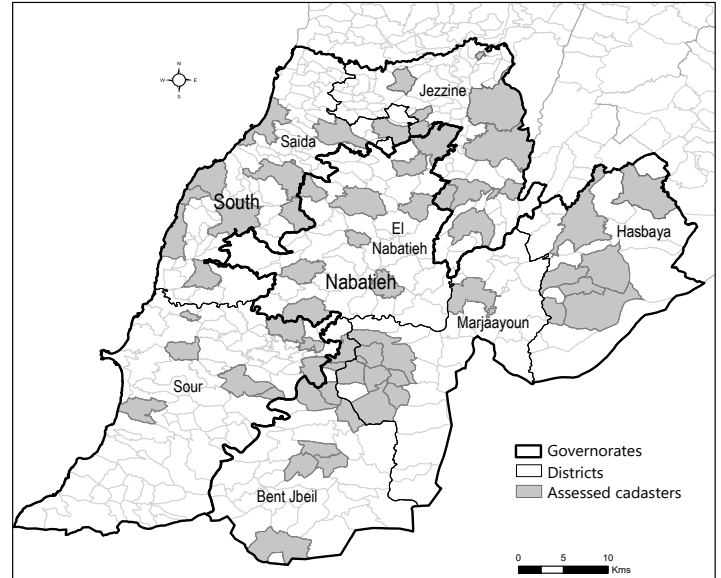 N
W E
S
Jezzine
Saida
South
Hasbaya
El
Nabatieh
Nabatieh
Marjaayoun
Sour
Bent Jbeil
Governorates
Districts
Assessed cadasters
0 5 10
Kms